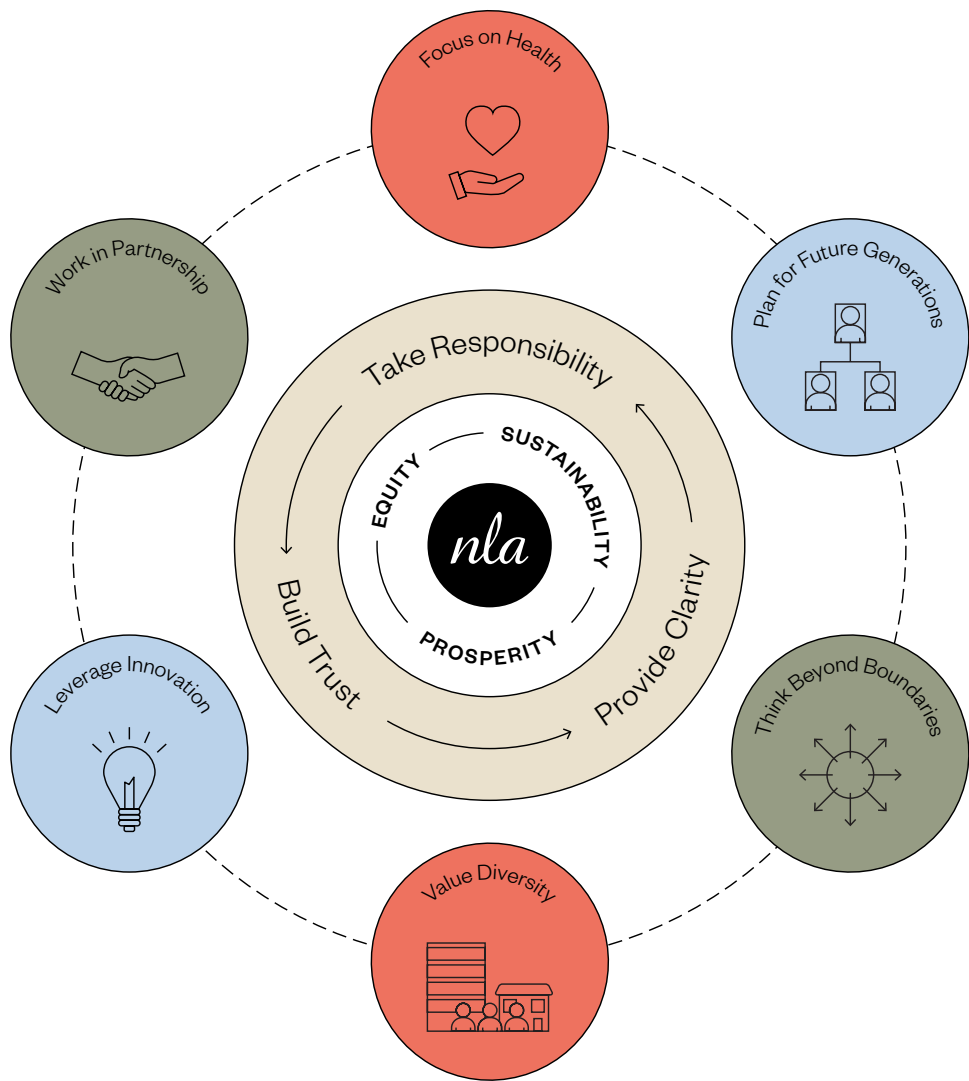 Focus on Health
Work in Partnership
Plan for Future Generations
Take Responsibility
EQUITY
SUSTAINABILITY
nla
PROSPERITY
Build Trust
Provide Clarity
Leverage Innovation
Think Beyond Boundaries
Value Diversity